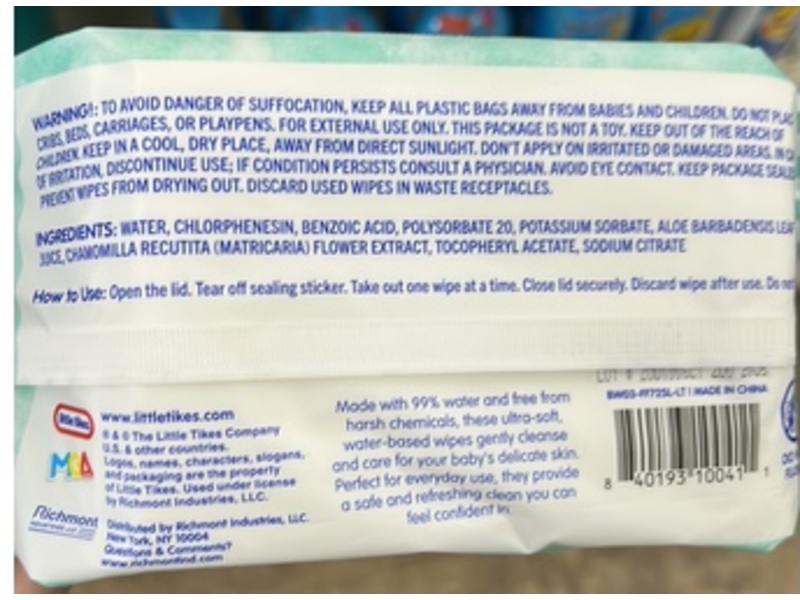 WARNING!: TO AVOID DANGER OF SUFFOCATION, KEEP ALL PLASTIC BAGS AWAY FROM BABIES AND CHILDREN. DO NOT
CRIBS, BEDS, CARRIAGES, OR PLAYPENS. FOR EXTERNAL USE ONLY. THIS PACKAGE IS NOT A TOY. KEEP OUT OF THE REACH OF
CHILDREN. KEEP IN A COOL, DRY PLACE, AWAY FROM DIRECT SUNLIGHT. DON'T APPLY ON IRRITATED OR DAMAGED AREAS. IN
OF IRRITATION, DISCONTINUE USE; IF CONDITION PERSISTS CONSULT A PHYSICIAN. AVOID EYE CONTACT. KEEP PACKAGE
PREVENT WIPES FROM DRYING OUT. DISCARD USED WIPES IN WASTE RECEPTACLES.
INGREDIENTS: WATER, CHLORPHENESIN, BENZOIC ACID, POLYSORBATE 20, POTASSIUM SORBATE, ALOE BARBADENSIS LEAF
JUICE, CHAMOMILLA RECUTITA (MATRICARIA) FLOWER EXTRACT, TOCOPHERYL ACETATE, SODIUM CITRATE
How to Use: Open the lid. Tear off sealing sticker. Take out one wipe at a time. Close lid securely. Discard wipe after use. Do
little tikes
www.littletikes.com
® & © The Little Tikes Company
U.S. & other countries.
Logos, names, characters, slogans,
and packaging are the property
of Little Tikes. Used under license
by Richmont Industries, LLC.
MGA
Richmont
Distributed by Richmont Industries, LLC.
New York, NY 10004
Questions & Comments?
www.richmontind.com
Made with 99% water and free from
harsh chemicals, these ultra-soft,
water-based wipes gently cleanse
and care for your baby's delicate skin.
Perfect for everyday use, they provide
a safe and refreshing clean you can
feel confident in.
LOT #
MADE IN CHINA
8 40193 10041 1